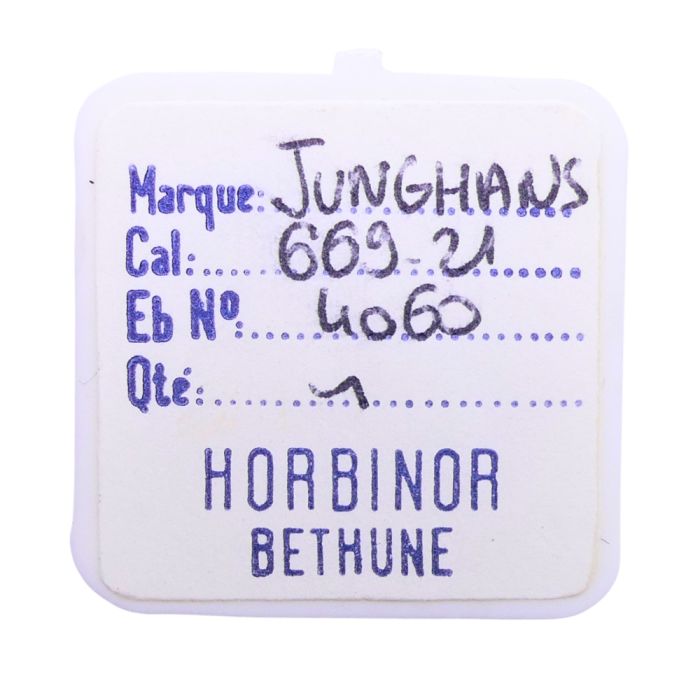 Marque: JUNGHANS
Cal: 669-21
Eb Nº: 4060
Qté: 1
HORBINOR
BETHUNE